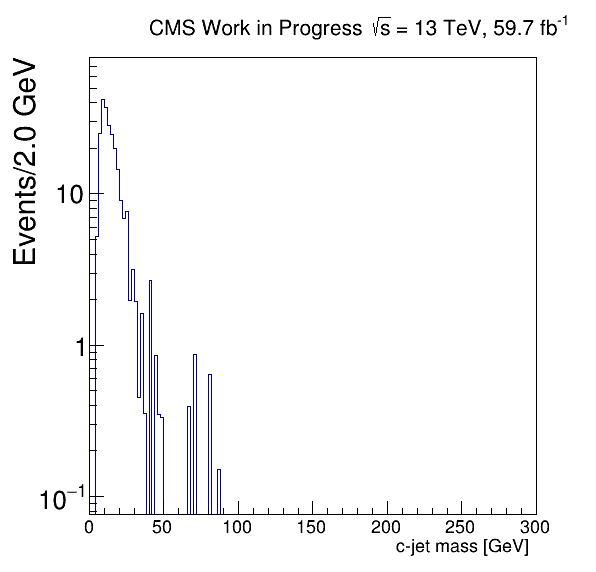 CMS Work in Progress √s = 13 TeV, 59.7 fb⁻¹
Events/2.0 GeV
10
1
10⁻¹
0 50 100 150 200 250 300
c-jet mass [GeV]